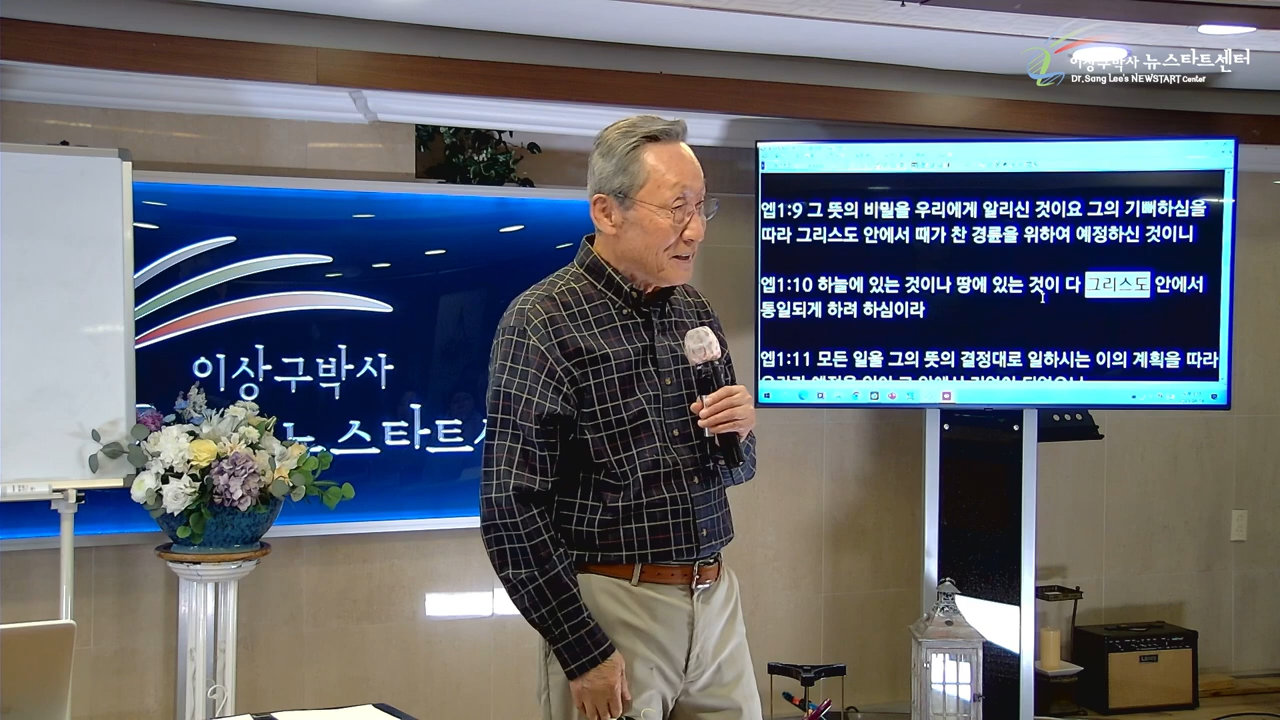 이상구박사 뉴스타트센터
Dr. Sang Lee's NEWSTART Center
엡1:9 그 뜻의 비밀을 우리에게 알리신 것이요 그의 기뻐하심을
따라 그리스도 안에서 때가 찬 경륜을 위하여 예정하신 것이니
엡1:10 하늘에 있는 것이나 땅에 있는 것이 다 그리스도 안에서
통일되게 하려 하심이라
엡1:11 모든 일을 그의 뜻의 결정대로 일하시는 이의 계획을 따라
이상구박사
뉴스타트